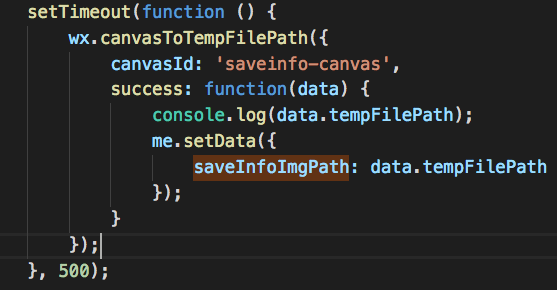 setTimeout(function () {
    wx.canvasToTempFilePath({
        canvasId: 'saveinfo-canvas',
        success: function(data) {
            console.log(data.tempFilePath);
            me.setData({
                saveInfoImgPath: data.tempFilePath
            });
        }
    });
}, 500);